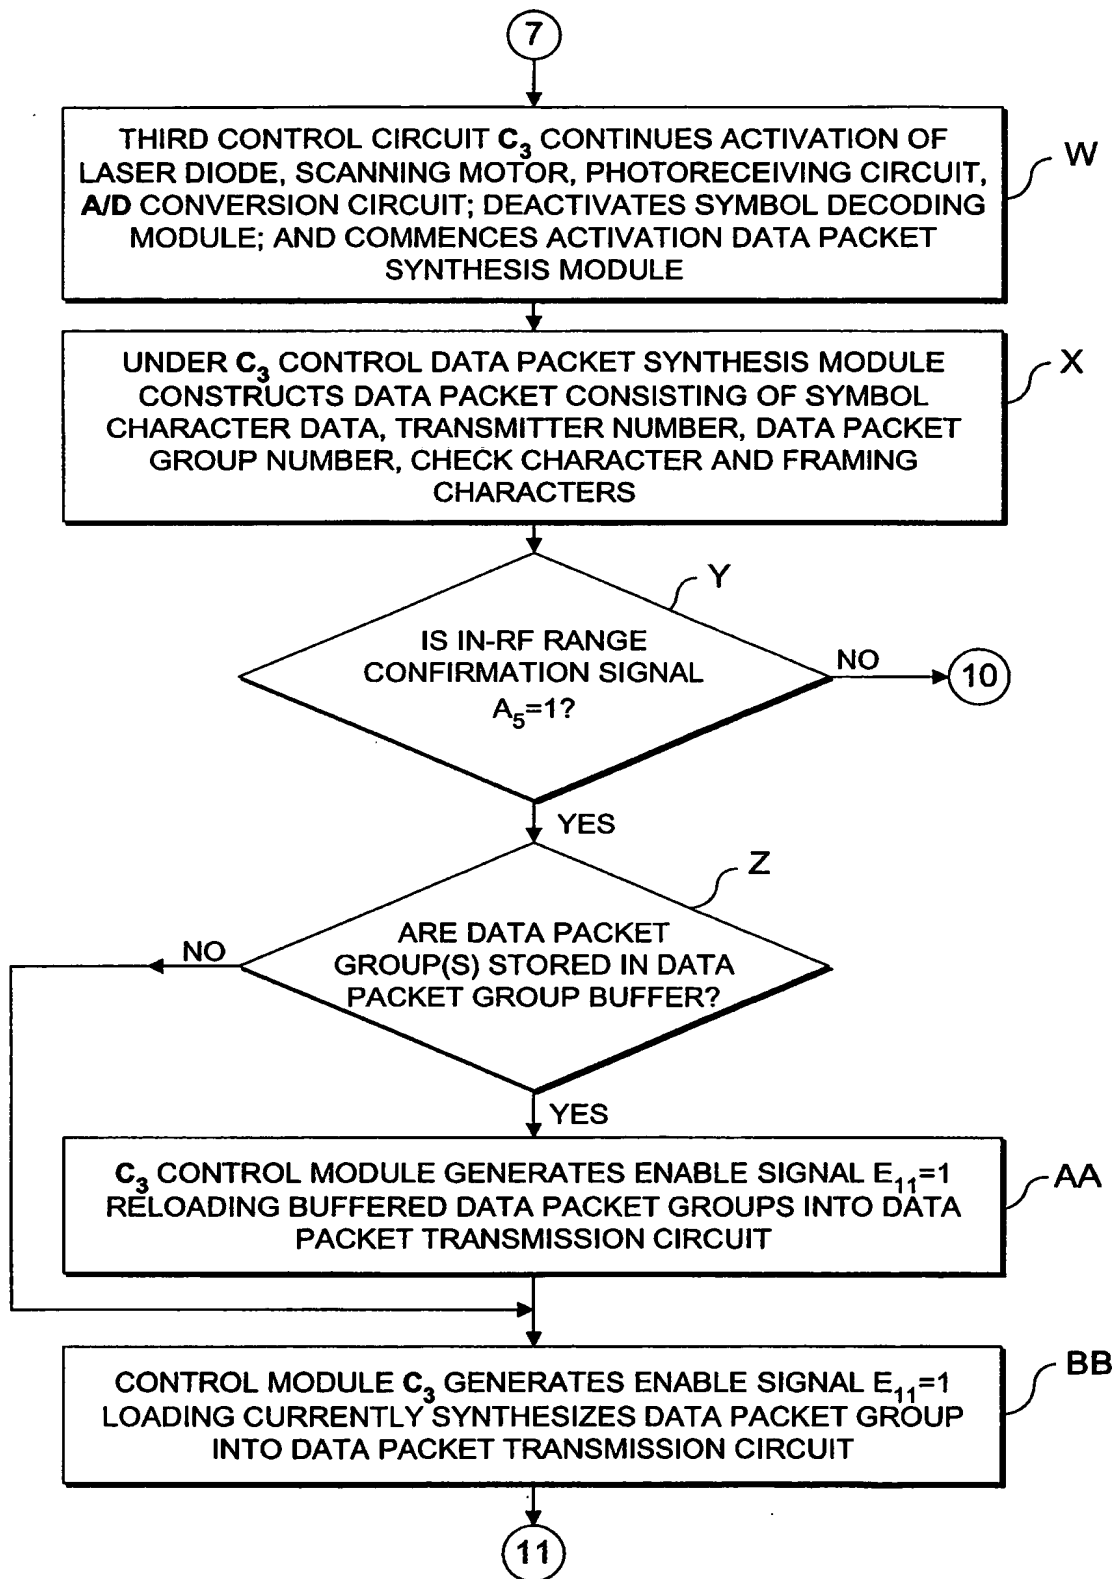 7
THIRD CONTROL CIRCUIT C3 CONTINUES ACTIVATION OF
LASER DIODE, SCANNING MOTOR, PHOTORECEIVING CIRCUIT,
A/D CONVERSION CIRCUIT; DEACTIVATES SYMBOL DECODING
MODULE; AND COMMENCES ACTIVATION DATA PACKET
SYNTHESIS MODULE
W
UNDER C3 CONTROL DATA PACKET SYNTHESIS MODULE
CONSTRUCTS DATA PACKET CONSISTING OF SYMBOL
CHARACTER DATA, TRANSMITTER NUMBER, DATA PACKET
GROUP NUMBER, CHECK CHARACTER AND FRAMING
CHARACTERS
X
IS IN-RF RANGE
CONFIRMATION SIGNAL
A5=1?
Y
NO
10
YES
ARE DATA PACKET
GROUP(S) STORED IN DATA
PACKET GROUP BUFFER?
Z
NO
YES
C3 CONTROL MODULE GENERATES ENABLE SIGNAL E11=1
RELOADING BUFFERED DATA PACKET GROUPS INTO DATA
PACKET TRANSMISSION CIRCUIT
AA
CONTROL MODULE C3 GENERATES ENABLE SIGNAL E11=1
LOADING CURRENTLY SYNTHESIZES DATA PACKET GROUP
INTO DATA PACKET TRANSMISSION CIRCUIT
BB
11